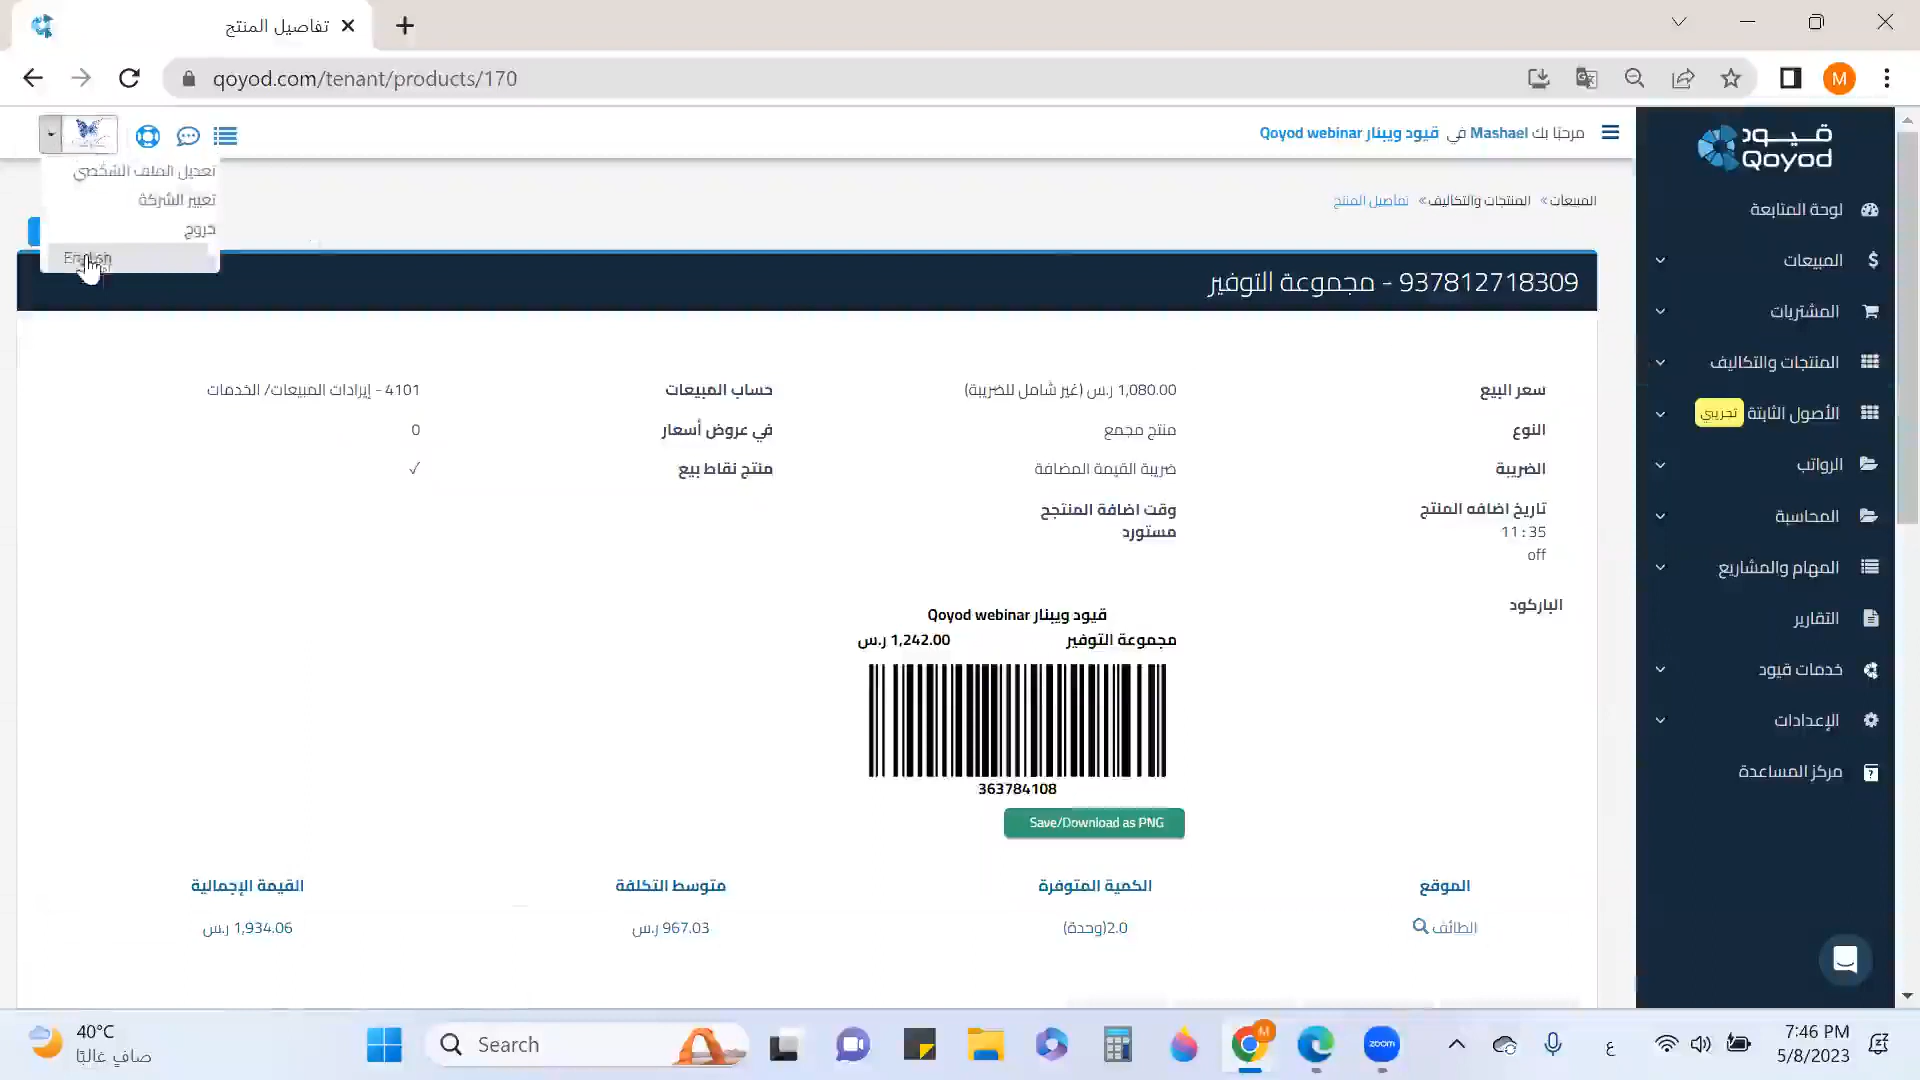 تفاصيل المنتج
qoyod.com/tenant/products/170
M
مرحبًا بك Mashael في قيود ويبنار Qoyod webinar
قيود
Qoyod
تعديل الملف الشخصي
تغيير الشركة
خروج
English
المبيعات » المنتجات والتكاليف » تفاصيل المنتج
937812718309 - مجموعة التوفير
سعر البيع
1,080.00 ر.س (غير شامل للضريبة)
حساب المبيعات
4101 - إيرادات المبيعات/ الخدمات
النوع
منتج مجمع
في عروض أسعار
0
الضريبة
ضريبة القيمة المضافة
منتج نقاط بيع
✓
تاريخ اضافه المنتج
11:35
off
وقت اضافة المنتجح
مستورد
الباركود
قيود ويبنار Qoyod webinar
مجموعة التوفير
1,242.00 ر.س
363784108
Save/Download as PNG
الموقع
الكمية المتوفرة
متوسط التكلفة
القيمة الإجمالية
الطائف
2.0(وحدة)
967.03 ر.س
1,934.06 ر.س
لوحة المتابعة
المبيعات
المشتريات
المنتجات والتكاليف
الأصول الثابتة تجريبي
الرواتب
المحاسبة
المهام والمشاريع
التقارير
خدمات قيود
الإعدادات
مركز المساعدة
40°C
صافٍ غالبًا
Search
M
zoom
ع
7:46 PM
5/8/2023